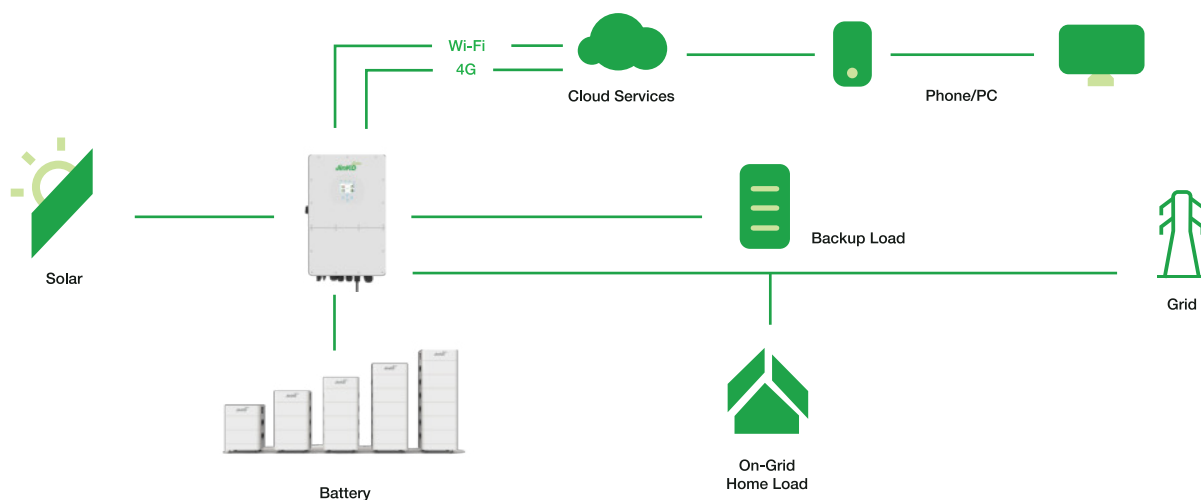 Wi-Fi
4G
Cloud Services
Phone/PC
Solar
Backup Load
Grid
On-Grid
Home Load
Battery